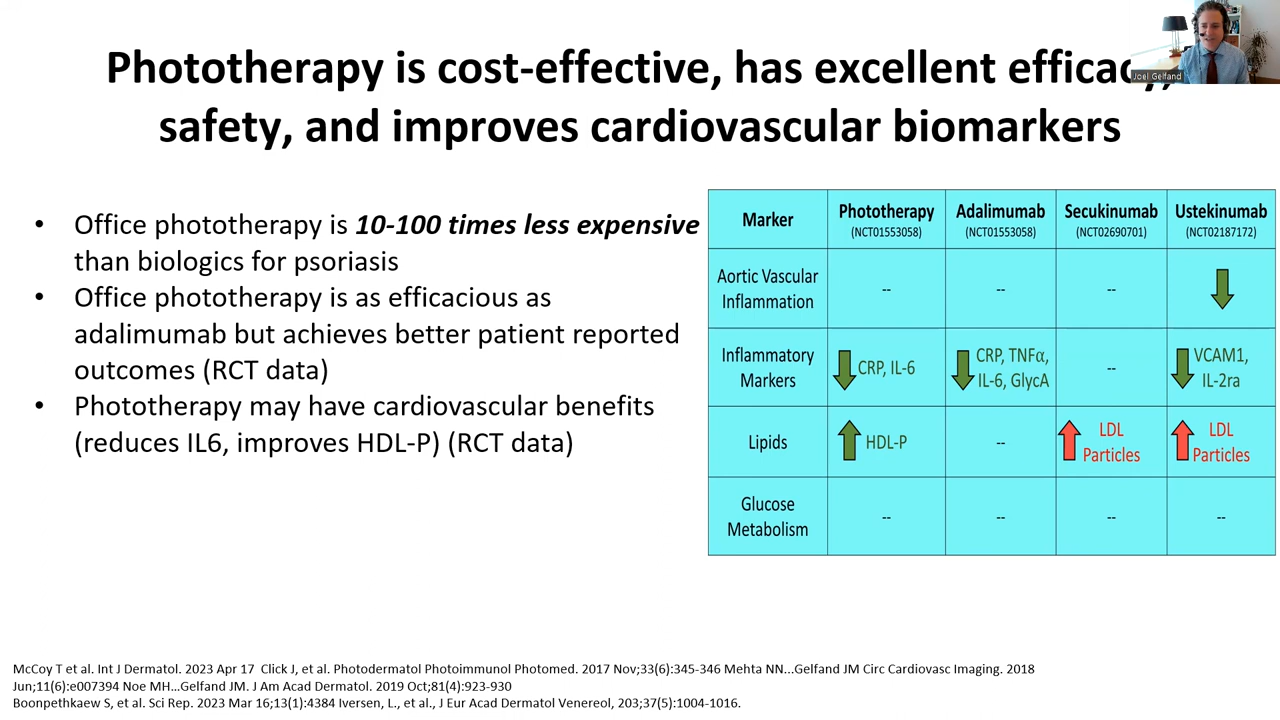 Phototherapy is cost-effective, has excellent efficacy,
safety, and improves cardiovascular biomarkers
Joel Gelfand
• Office phototherapy is 10-100 times less expensive
than biologics for psoriasis
• Office phototherapy is as efficacious as
adalimumab but achieves better patient reported
outcomes (RCT data)
• Phototherapy may have cardiovascular benefits
(reduces IL6, improves HDL-P) (RCT data)
Marker Phototherapy Adalimumab Secukinumab Ustekinumab
(NCT01553058) (NCT01553058) (NCT02690701) (NCT02187172)
Aortic Vascular
Inflammation -- -- --
Inflammatory
Markers CRP, IL-6 CRP, TNFα,
IL-6, GlycA -- VCAM1,
IL-2ra
Lipids HDL-P -- LDL
Particles LDL
Particles
Glucose
Metabolism -- -- -- --
McCoy T et al. Int J Dermatol. 2023 Apr 17 Click J, et al. Photodermatol Photoimmunol Photomed. 2017 Nov;33(6):345-346 Mehta NN...Gelfand JM Circ Cardiovasc Imaging. 2018
Jun;11(6):e007394 Noe MH...Gelfand JM. J Am Acad Dermatol. 2019 Oct;81(4):923-930
Boonpethkaew S, et al. Sci Rep. 2023 Mar 16;13(1):4384 Iversen, L., et al., J Eur Acad Dermatol Venereol, 203;37(5):1004-1016.